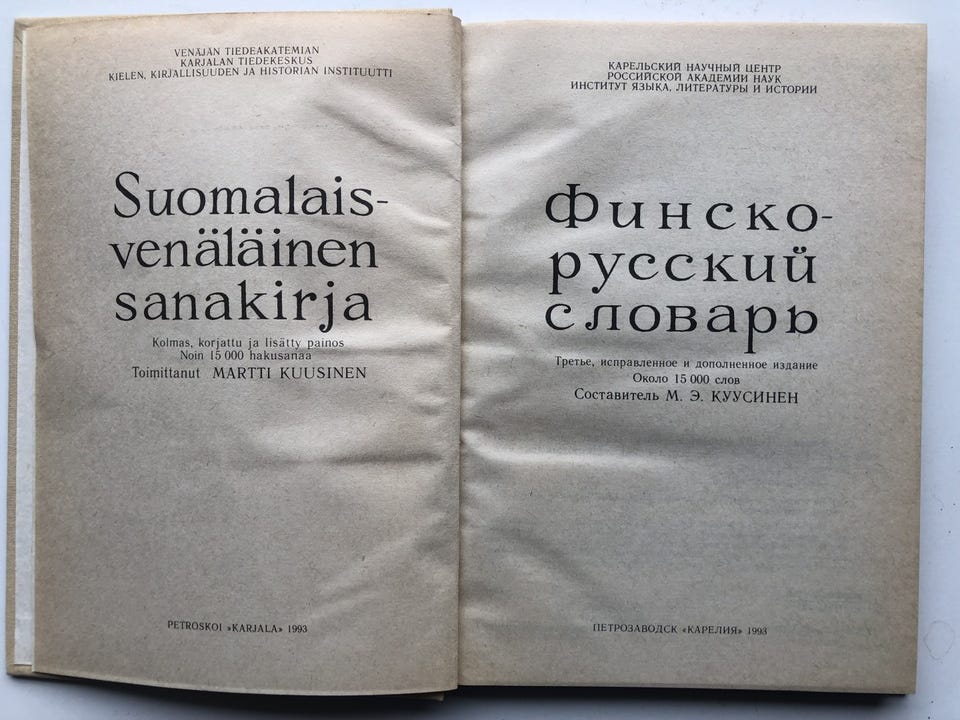 VENÄJÄN TIEDEAKATEMIAN
KARJALAN TIEDEKESKUS
KIELEN, KIRJALLISUUDEN JA HISTORIAN INSTITUUTTI
Suomalais-
venäläinen
sanakirja
Kolmas, korjattu ja lisätty painos
Noin 15 000 hakusanaa
Toimittanut MARTTI KUUSINEN
PETROSKOI »KARJALA» 1993
КАРЕЛЬСКИЙ НАУЧНЫЙ ЦЕНТР
РОССИЙСКОЙ АКАДЕМИИ НАУК
ИНСТИТУТ ЯЗЫКА, ЛИТЕРАТУРЫ И ИСТОРИИ
Финско-
русский
словарь
Третье, исправленное и дополненное издание
Около 15 000 слов
Составитель М. Э. КУУСИНЕН
ПЕТРОЗАВОДСК «КАРЕЛИЯ» 1993